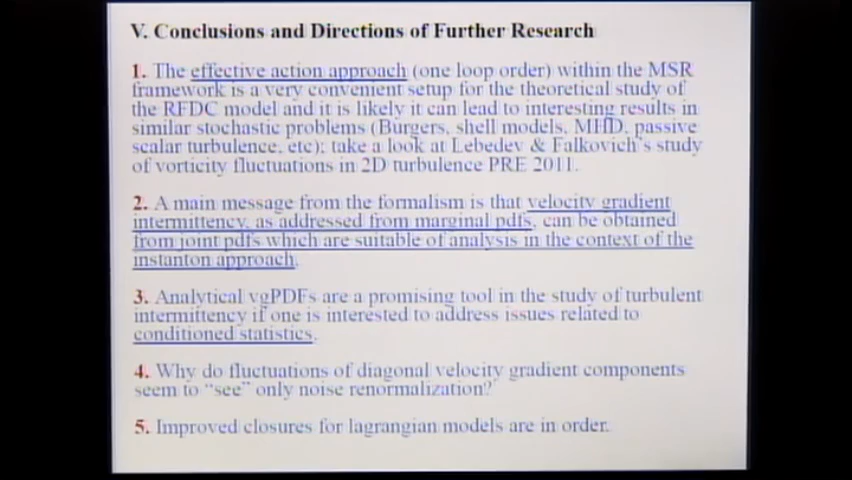 V. Conclusions and Directions of Further Research
1. The effective action approach (one loop order) within the MSR
framework is a very convenient setup for the theoretical study of
the RFDC model and it is likely it can lead to interesting results in
similar stochastic problems (Burgers, shell models, MHD, passive
scalar turbulence, etc); take a look at Lebedev & Falkovich's study
of vorticity fluctuations in 2D turbulence PRE 2011.
2. A main message from the formalism is that velocity gradient
intermittency, as addressed from marginal pdfs, can be obtained
from joint pdfs which are suitable of analysis in the context of the
instanton approach.
3. Analytical vgPDFs are a promising tool in the study of turbulent
intermittency if one is interested to address issues related to
conditioned statistics.
4. Why do fluctuations of diagonal velocity gradient components
seem to "see" only noise renormalization?
5. Improved closures for lagrangian models are in order.